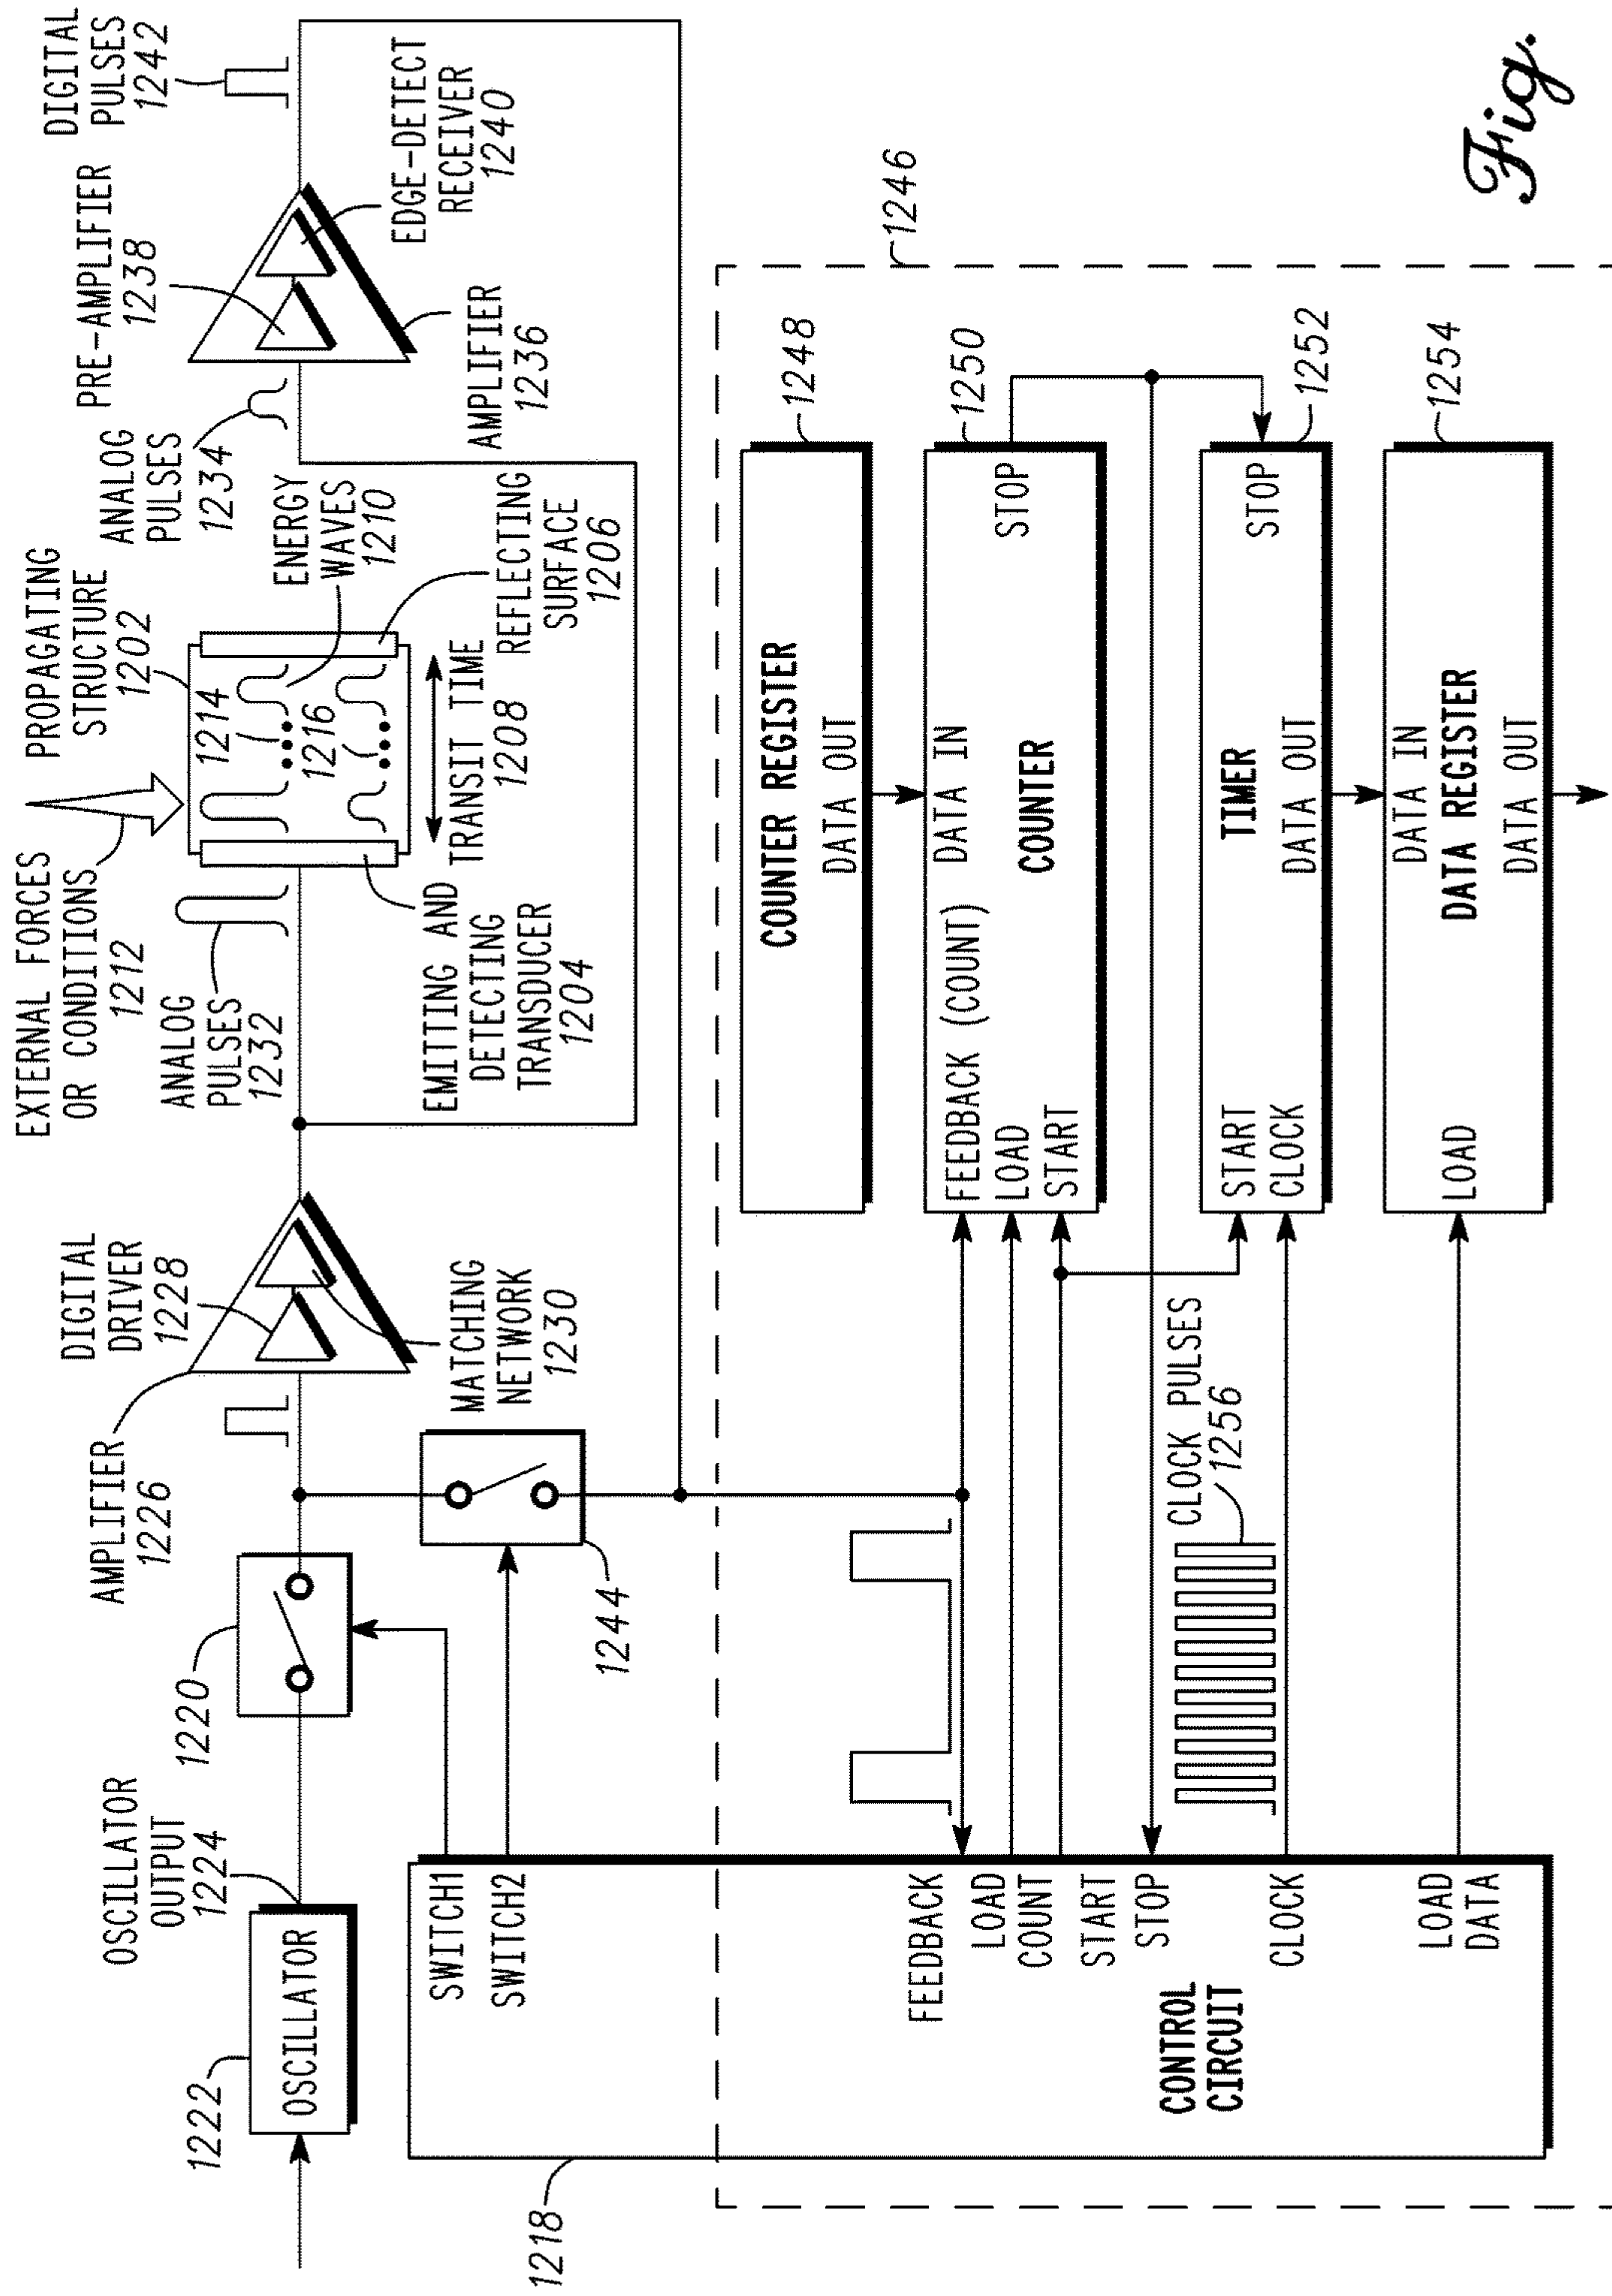 EXTERNAL FORCES
OR CONDITIONS
1212
PROPAGATING
STRUCTURE
1202
DIGITAL
PULSES
1242
PRE-AMPLIFIER
1238
ANALOG
PULSES
1234
ENERGY
WAVES
1210
1214
1216
EDGE-DETECT
RECEIVER
1240
AMPLIFIER
1236
REFLECTING
SURFACE
1206
TRANSIT TIME
1208
EMITTING AND
DETECTING
TRANSDUCER
1204
ANALOG
PULSES
1232
DIGITAL
DRIVER
1228
MATCHING
NETWORK
1230
AMPLIFIER
1226
1220
OSCILLATOR
OUTPUT
1224
OSCILLATOR
1222
1244
1218
SWITCH1
SWITCH2
FEEDBACK
LOAD
COUNT
START
STOP
CLOCK
LOAD
DATA
CONTROL
CIRCUIT
CLOCK PULSES
1256
1246
COUNTER REGISTER
DATA OUT
1248
FEEDBACK (COUNT)
LOAD
START
DATA IN
COUNTER
STOP
1250
START
CLOCK
TIMER
DATA OUT
STOP
1252
LOAD
DATA IN
DATA REGISTER
DATA OUT
1254
Fig.